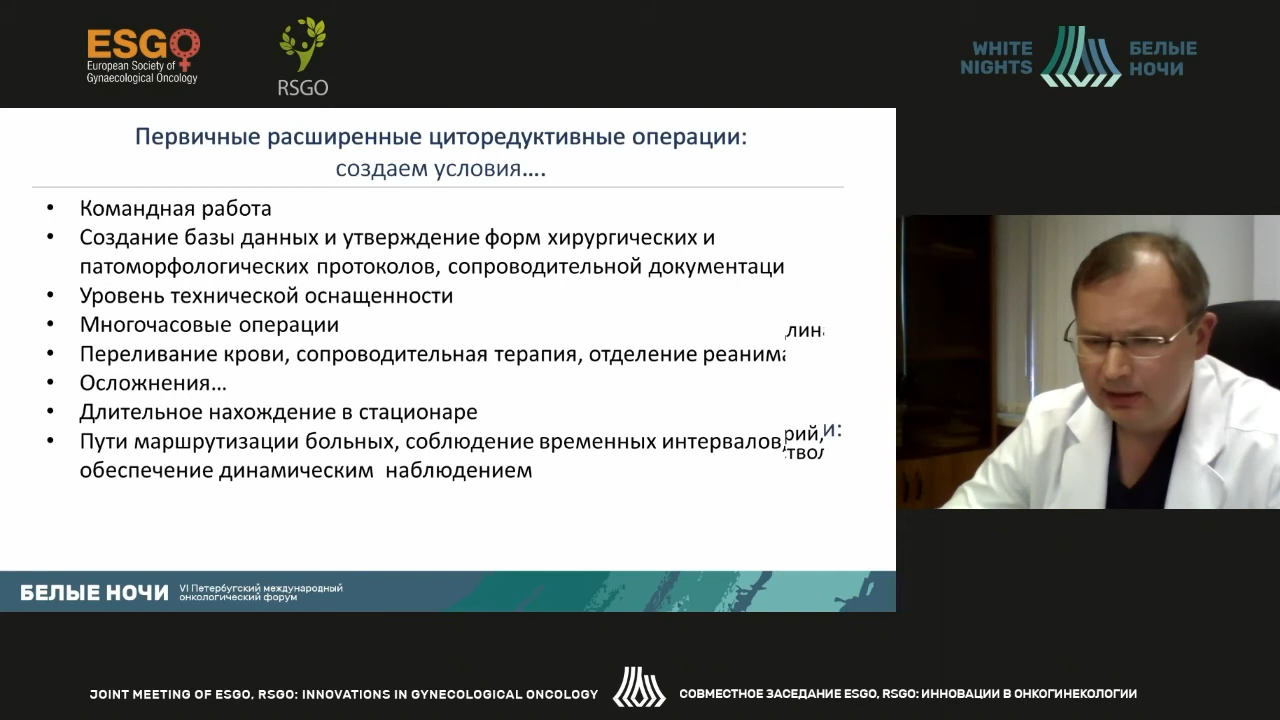 ESGO
European Society of
Gynaecological Oncology
RSGO
WHITE
NIGHTS
БЕЛЫЕ
НОЧИ
Первичные расширенные циторедуктивные операции:
создаем условия….
• Командная работа
• Создание базы данных и утверждение форм хирургических и
патоморфологических протоколов, сопроводительной документаци
• Уровень технической оснащенности
• Многочасовые операции
• Переливание крови, сопроводительная терапия, отделение реанима
• Осложнения…
• Длительное нахождение в стационаре
• Пути маршрутизации больных, соблюдение временных интервалов,
обеспечение динамическим наблюдением
БЕЛЫЕ НОЧИ
VI Петербугский международный
онкологический форум
JOINT MEETING OF ESGO, RSGO: INNOVATIONS IN GYNECOLOGICAL ONCOLOGY
СОВМЕСТНОЕ ЗАСЕДАНИЕ ESGO, RSGO: ИННОВАЦИИ В ОНКОГИНЕКОЛОГИИ